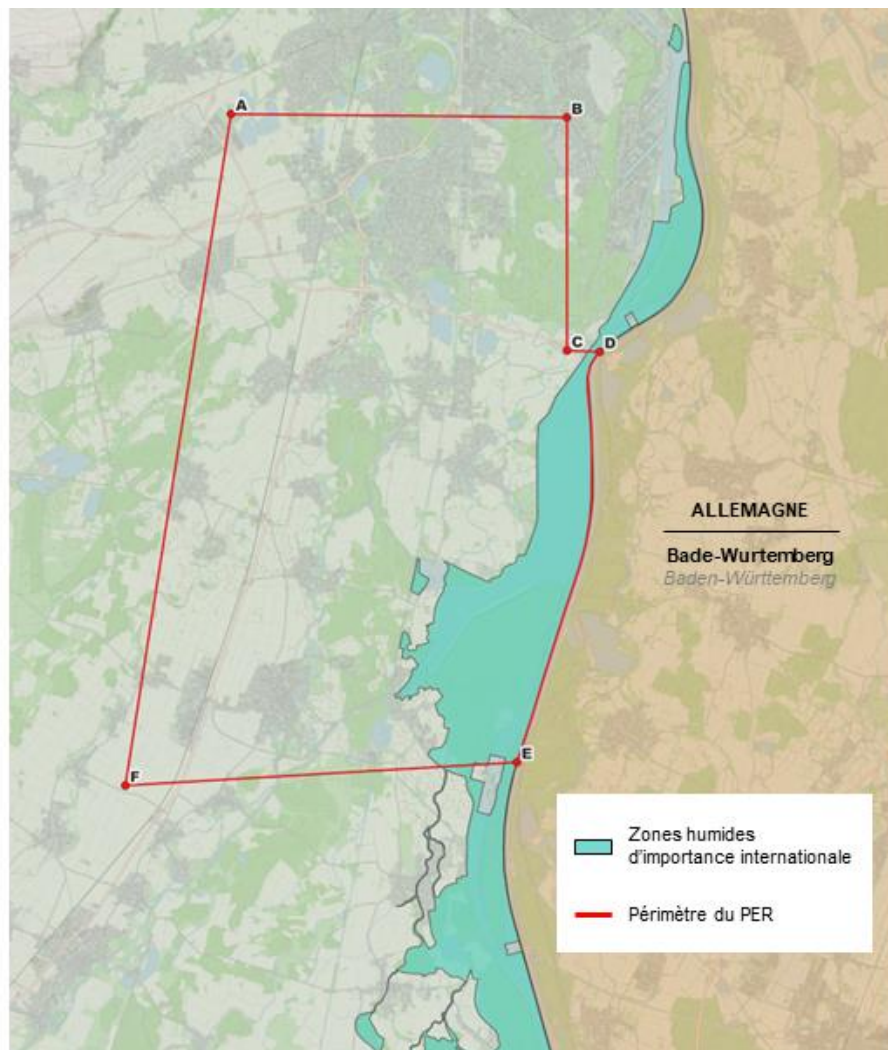 A
B
C
D
ALLEMAGNE
Bade-Wurtemberg
Baden-Württemberg
E
F
Zones humides
d'importance internationale
Périmètre du PER